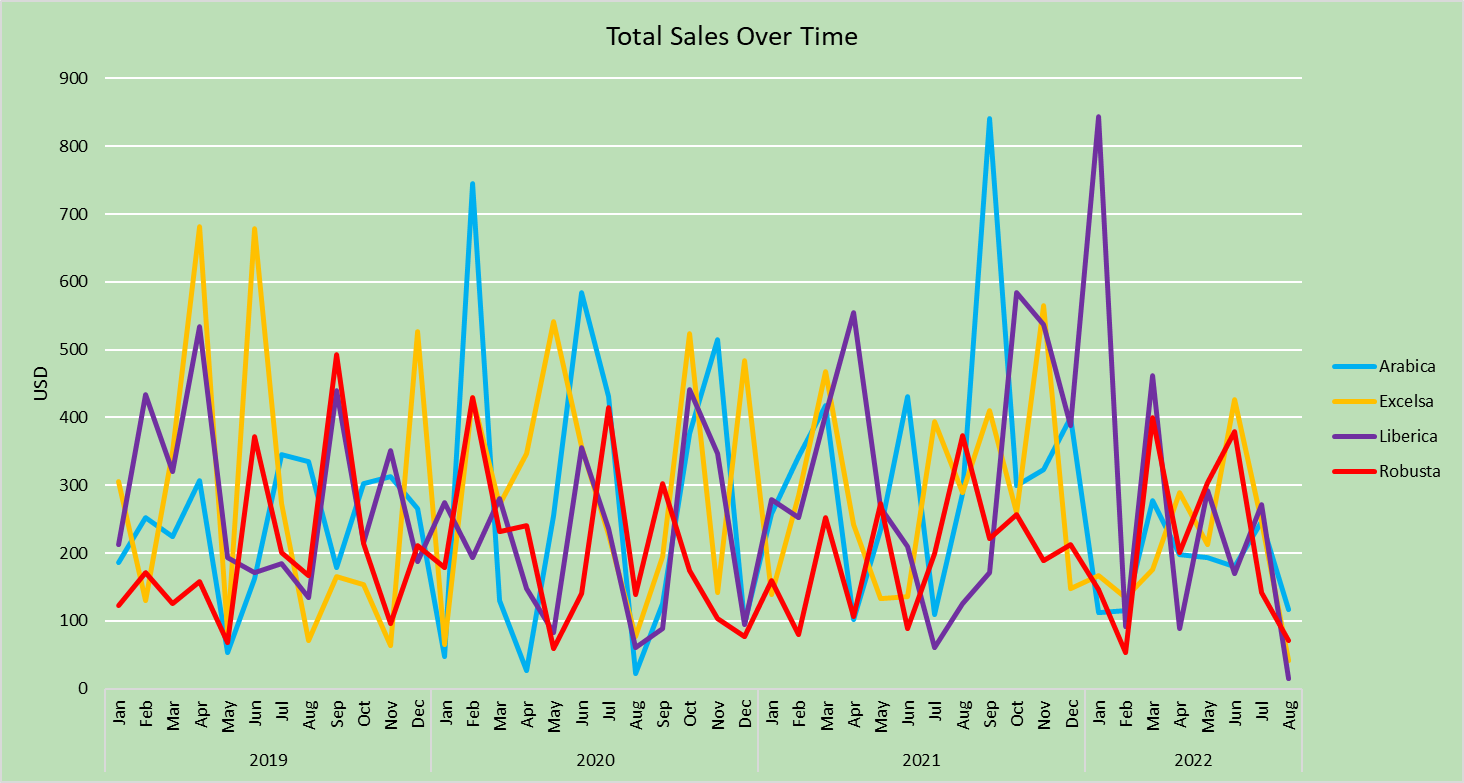 Total Sales Over Time
900
800
700
600
500
400
300
200
100
0
USD
Jan Feb Mar Apr May Jun Jul Aug Sep Oct Nov Dec Jan Feb Mar Apr May Jun Jul Aug Sep Oct Nov Dec Jan Feb Mar Apr May Jun Jul Aug Sep Oct Nov Dec Jan Feb Mar Apr May Jun Jul Aug
2019 2020 2021 2022
Arabica
Excelsa
Liberica
Robusta